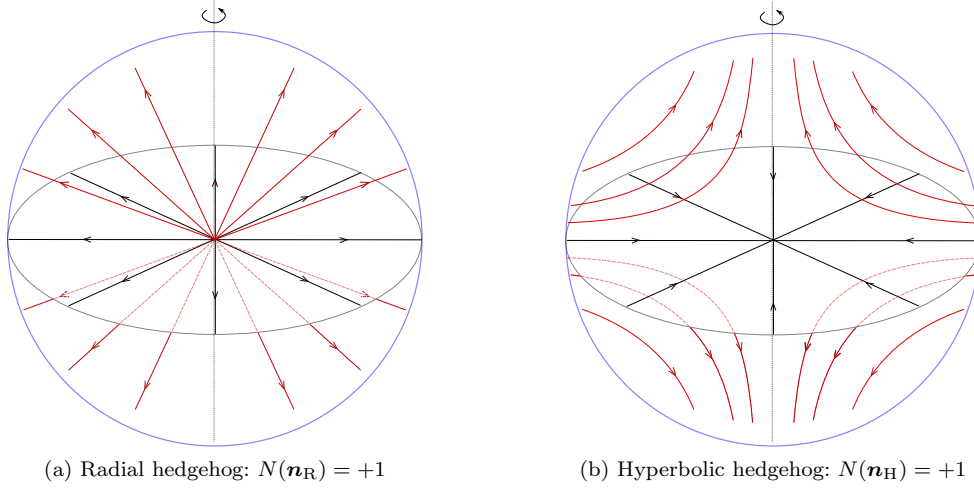 (a) Radial hedgehog: N(n_R) = +1
(b) Hyperbolic hedgehog: N(n_H) = +1